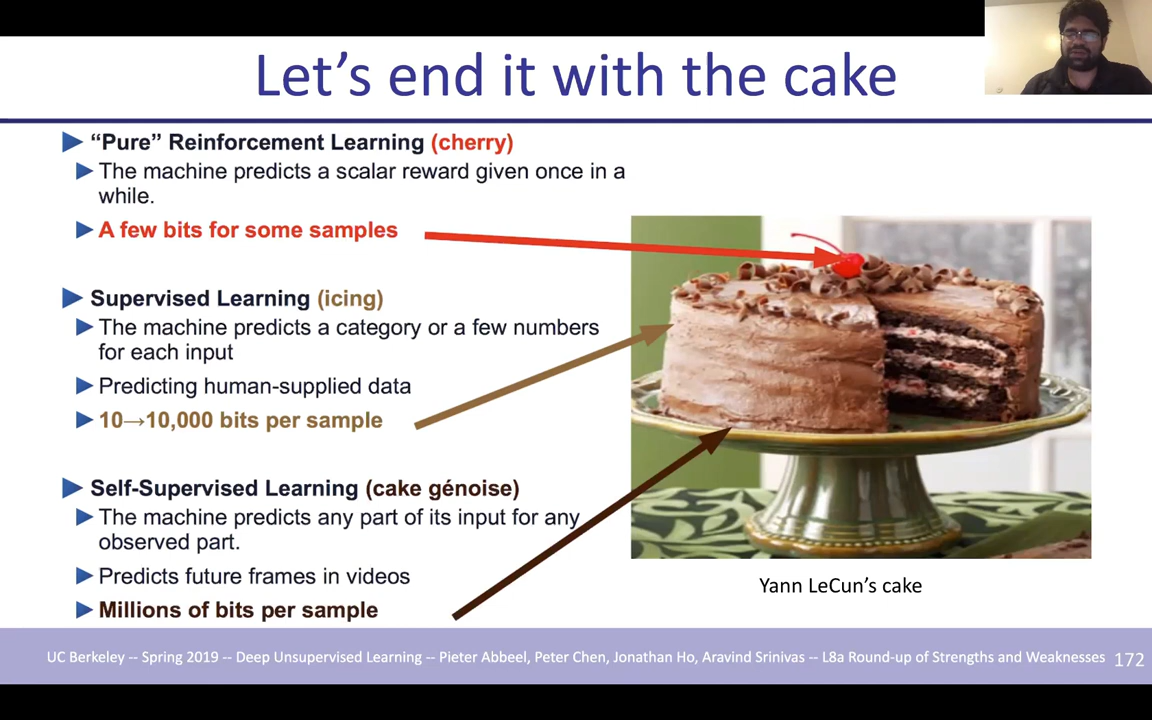 Let's end it with the cake
“Pure” Reinforcement Learning (cherry)
The machine predicts a scalar reward given once in a
while.
A few bits for some samples
Supervised Learning (icing)
The machine predicts a category or a few numbers
for each input
Predicting human-supplied data
10→10,000 bits per sample
Self-Supervised Learning (cake génoise)
The machine predicts any part of its input for any
observed part.
Predicts future frames in videos
Millions of bits per sample
Yann LeCun's cake
UC Berkeley -- Spring 2019 -- Deep Unsupervised Learning -- Pieter Abbeel, Peter Chen, Jonathan Ho, Aravind Srinivas -- L8a Round-up of Strengths and Weaknesses 172